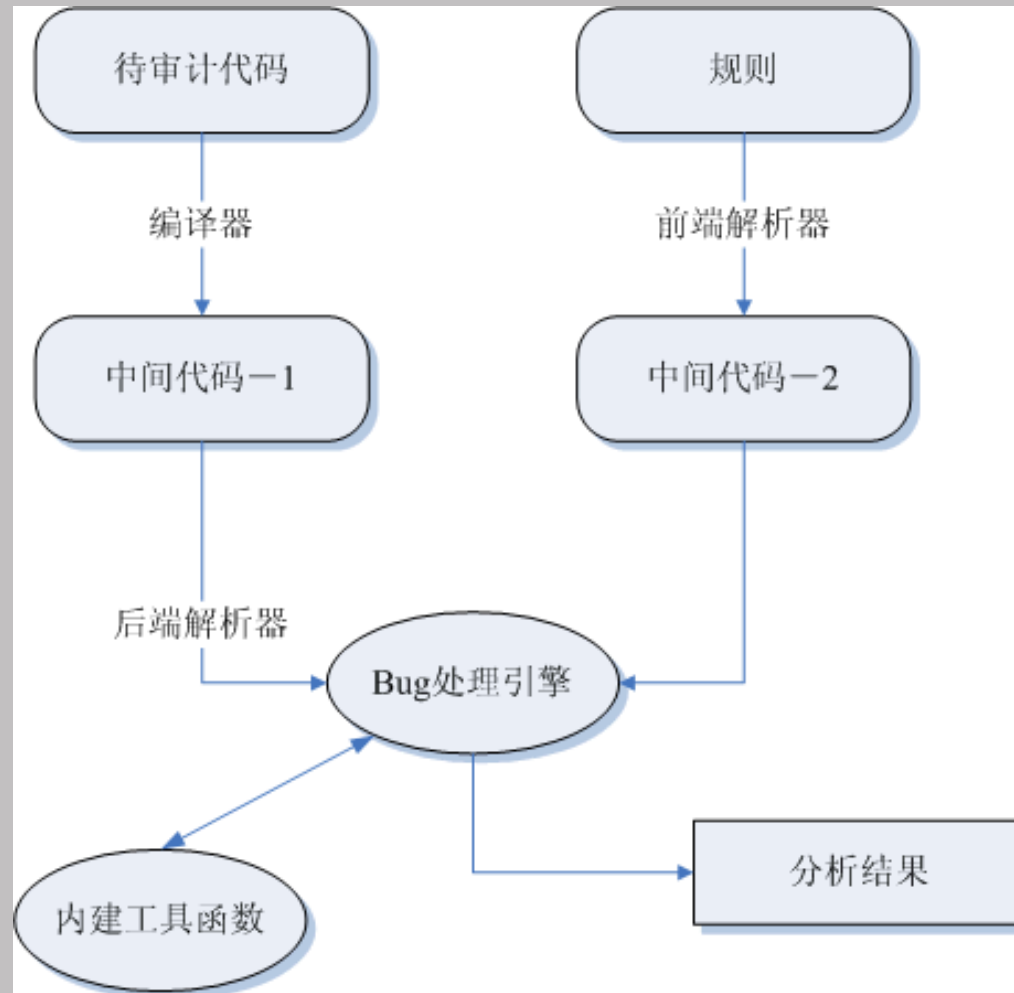 待审计代码
规则
编译器
前端解析器
中间代码－1
中间代码－2
后端解析器
Bug处理引擎
分析结果
内建工具函数